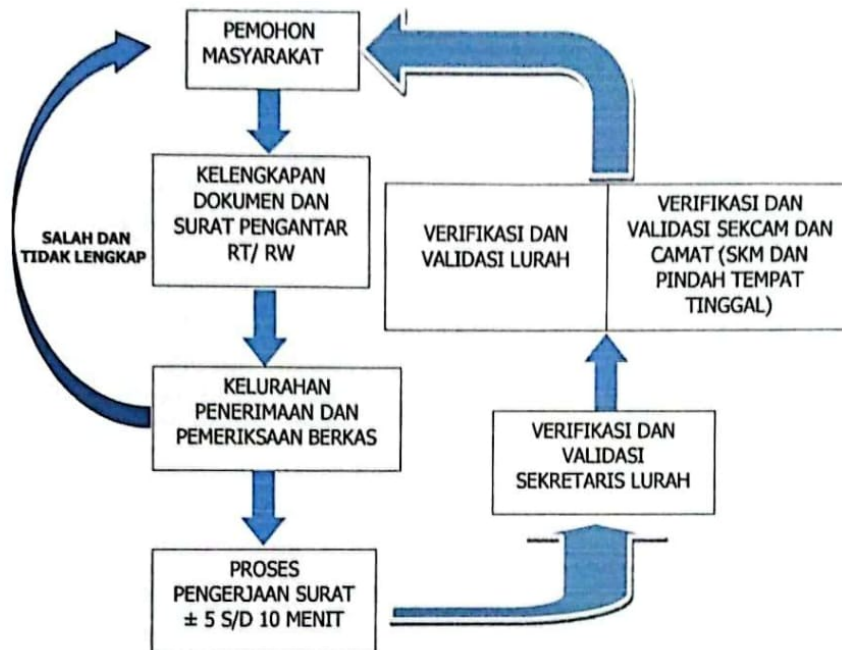 PEMOHON
MASYARAKAT
KELENGKAPAN
DOKUMEN DAN
SURAT PENGANTAR
RT/ RW
SALAH DAN
TIDAK LENGKAP
KELURAHAN
PENERIMAAN DAN
PEMERIKSAAN BERKAS
PROSES
PENGERJAAN SURAT
± 5 S/D 10 MENIT
VERIFIKASI DAN
VALIDASI
SEKRETARIS LURAH
VERIFIKASI DAN
VALIDASI LURAH
VERIFIKASI DAN
VALIDASI SEKCAM DAN
CAMAT (SKM DAN
PINDAH TEMPAT
TINGGAL)